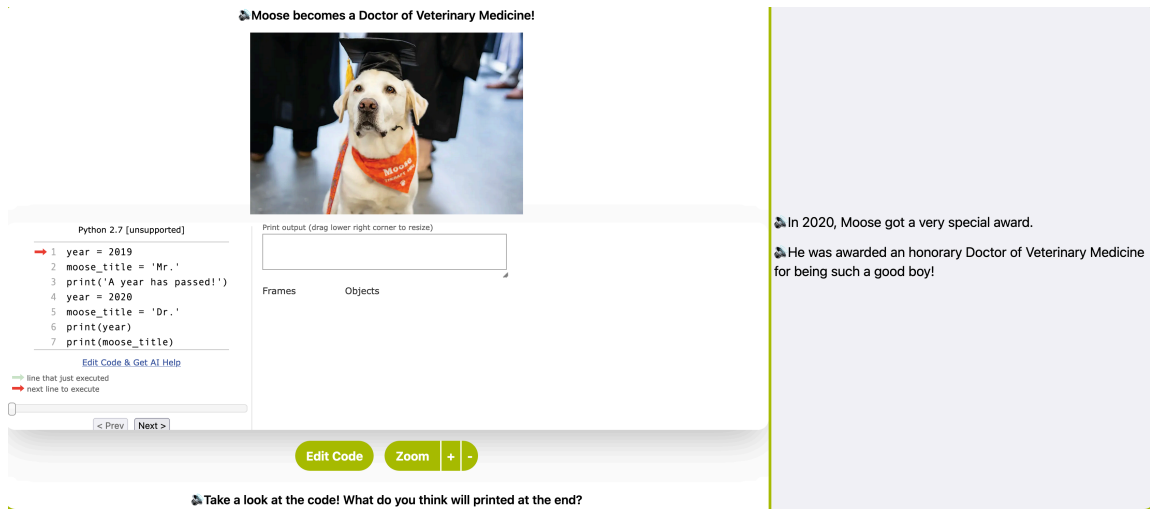 🔊Moose becomes a Doctor of Veterinary Medicine!
Moose
Python 2.7 [unsupported]
1 year = 2019
2 moose_title = 'Mr.'
3 print('A year has passed!')
4 year = 2020
5 moose_title = 'Dr.'
6 print(year)
7 print(moose_title)
Edit Code & Get AI Help
line that just executed
next line to execute
< Prev Next >
Print output (drag lower right corner to resize)
Frames Objects
Edit Code Zoom + -
🔊Take a look at the code! What do you think will printed at the end?
🔊In 2020, Moose got a very special award.
🔊He was awarded an honorary Doctor of Veterinary Medicine
for being such a good boy!